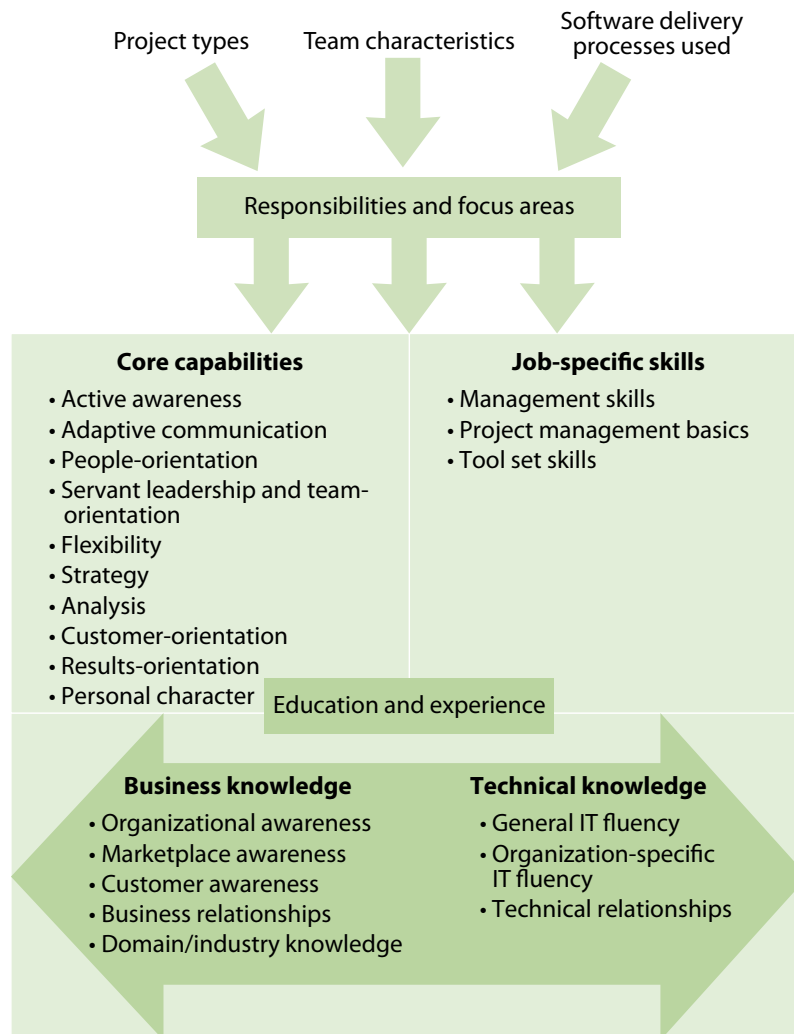 Project types
Team characteristics
Software delivery
processes used
Responsibilities and focus areas
Core capabilities
• Active awareness
• Adaptive communication
• People-orientation
• Servant leadership and team-
orientation
• Flexibility
• Strategy
• Analysis
• Customer-orientation
• Results-orientation
• Personal character
Job-specific skills
• Management skills
• Project management basics
• Tool set skills
Education and experience
Business knowledge
• Organizational awareness
• Marketplace awareness
• Customer awareness
• Business relationships
• Domain/industry knowledge
Technical knowledge
• General IT fluency
• Organization-specific
IT fluency
• Technical relationships